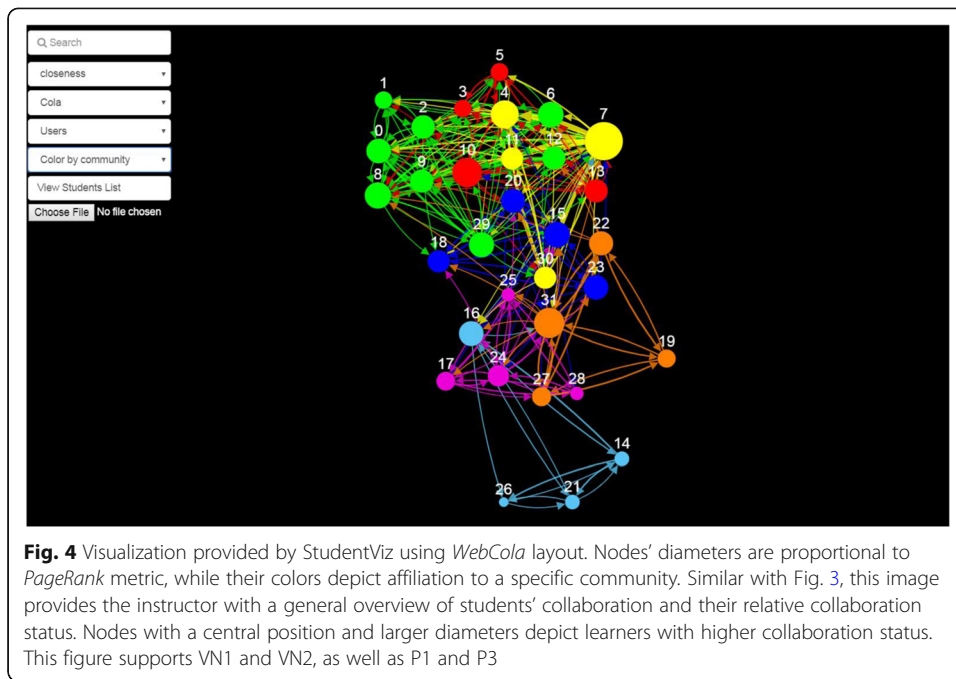 Search
closeness
Cola
Users
Color by community
View Students List
Choose File No file chosen
5
1
3
4
6
7
2
0
11
12
10
9
8
13
20
15
29
22
18
23
30
25
31
16
19
24
17
27
28
14
26
21
Fig. 4 Visualization provided by StudentViz using WebCola layout. Nodes' diameters are proportional to
PageRank metric, while their colors depict affiliation to a specific community. Similar with Fig. 3, this image
provides the instructor with a general overview of students' collaboration and their relative collaboration
status. Nodes with a central position and larger diameters depict learners with higher collaboration status.
This figure supports VN1 and VN2, as well as P1 and P3